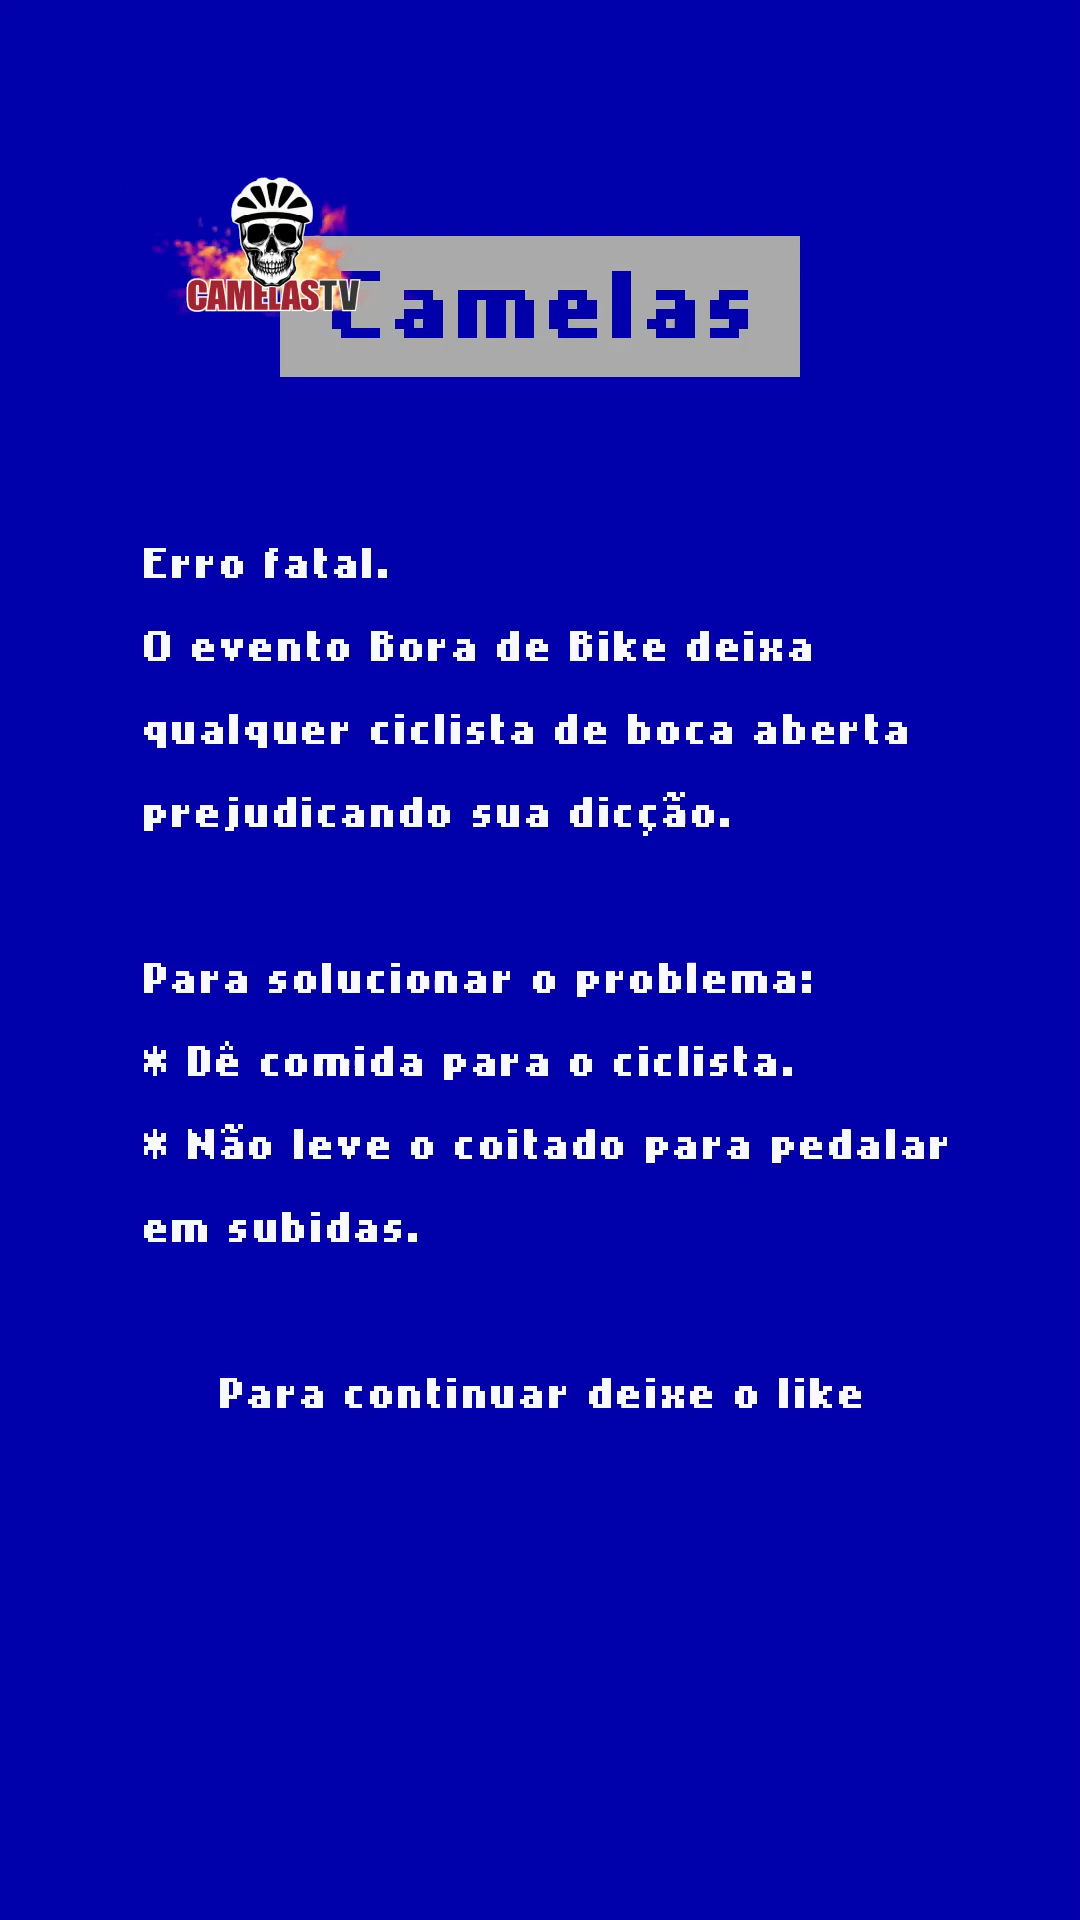 CAMELASTV
Camelas
Erro fatal.
O evento Bora de Bike deixa
qualquer ciclista de boca aberta
prejudicando sua dicção.
Para solucionar o problema:
* Dê comida para o ciclista.
* Não leve o coitado para pedalar
em subidas.
Para continuar deixe o like